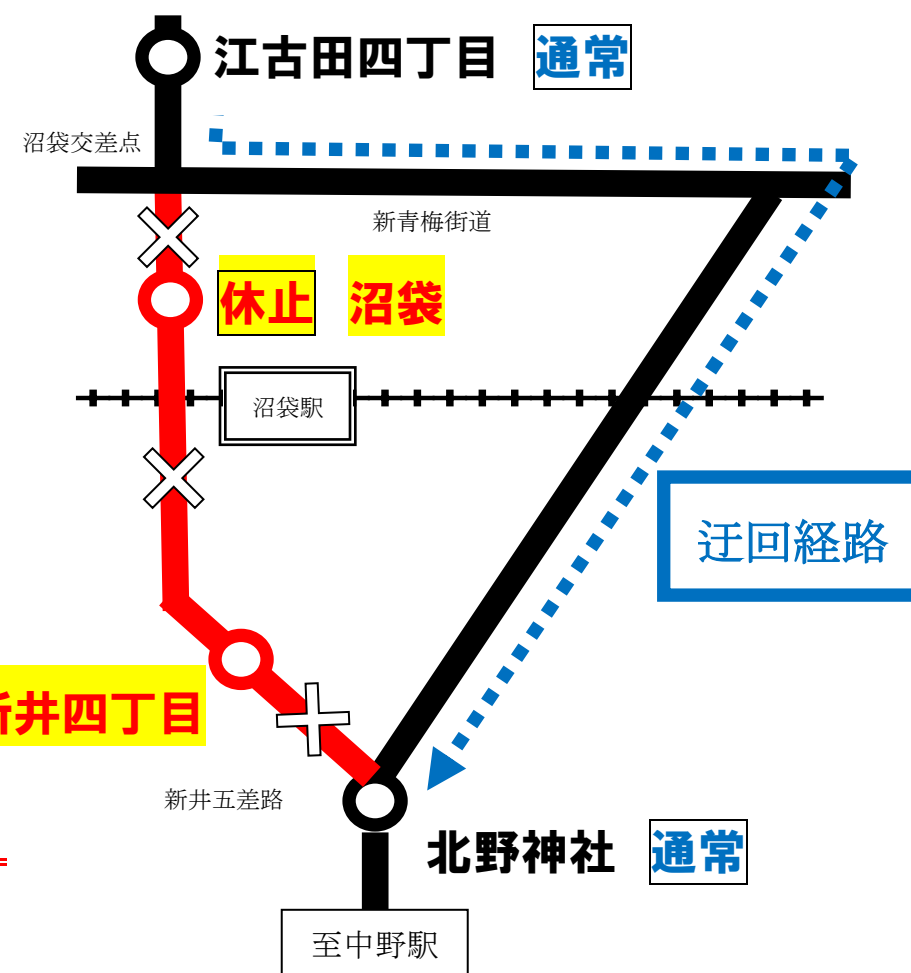 江古田四丁目 通常
沼袋交差点
新青梅街道
休止 沼袋
沼袋駅
迂回経路
新井四丁目
新井五差路
北野神社 通常
至中野駅